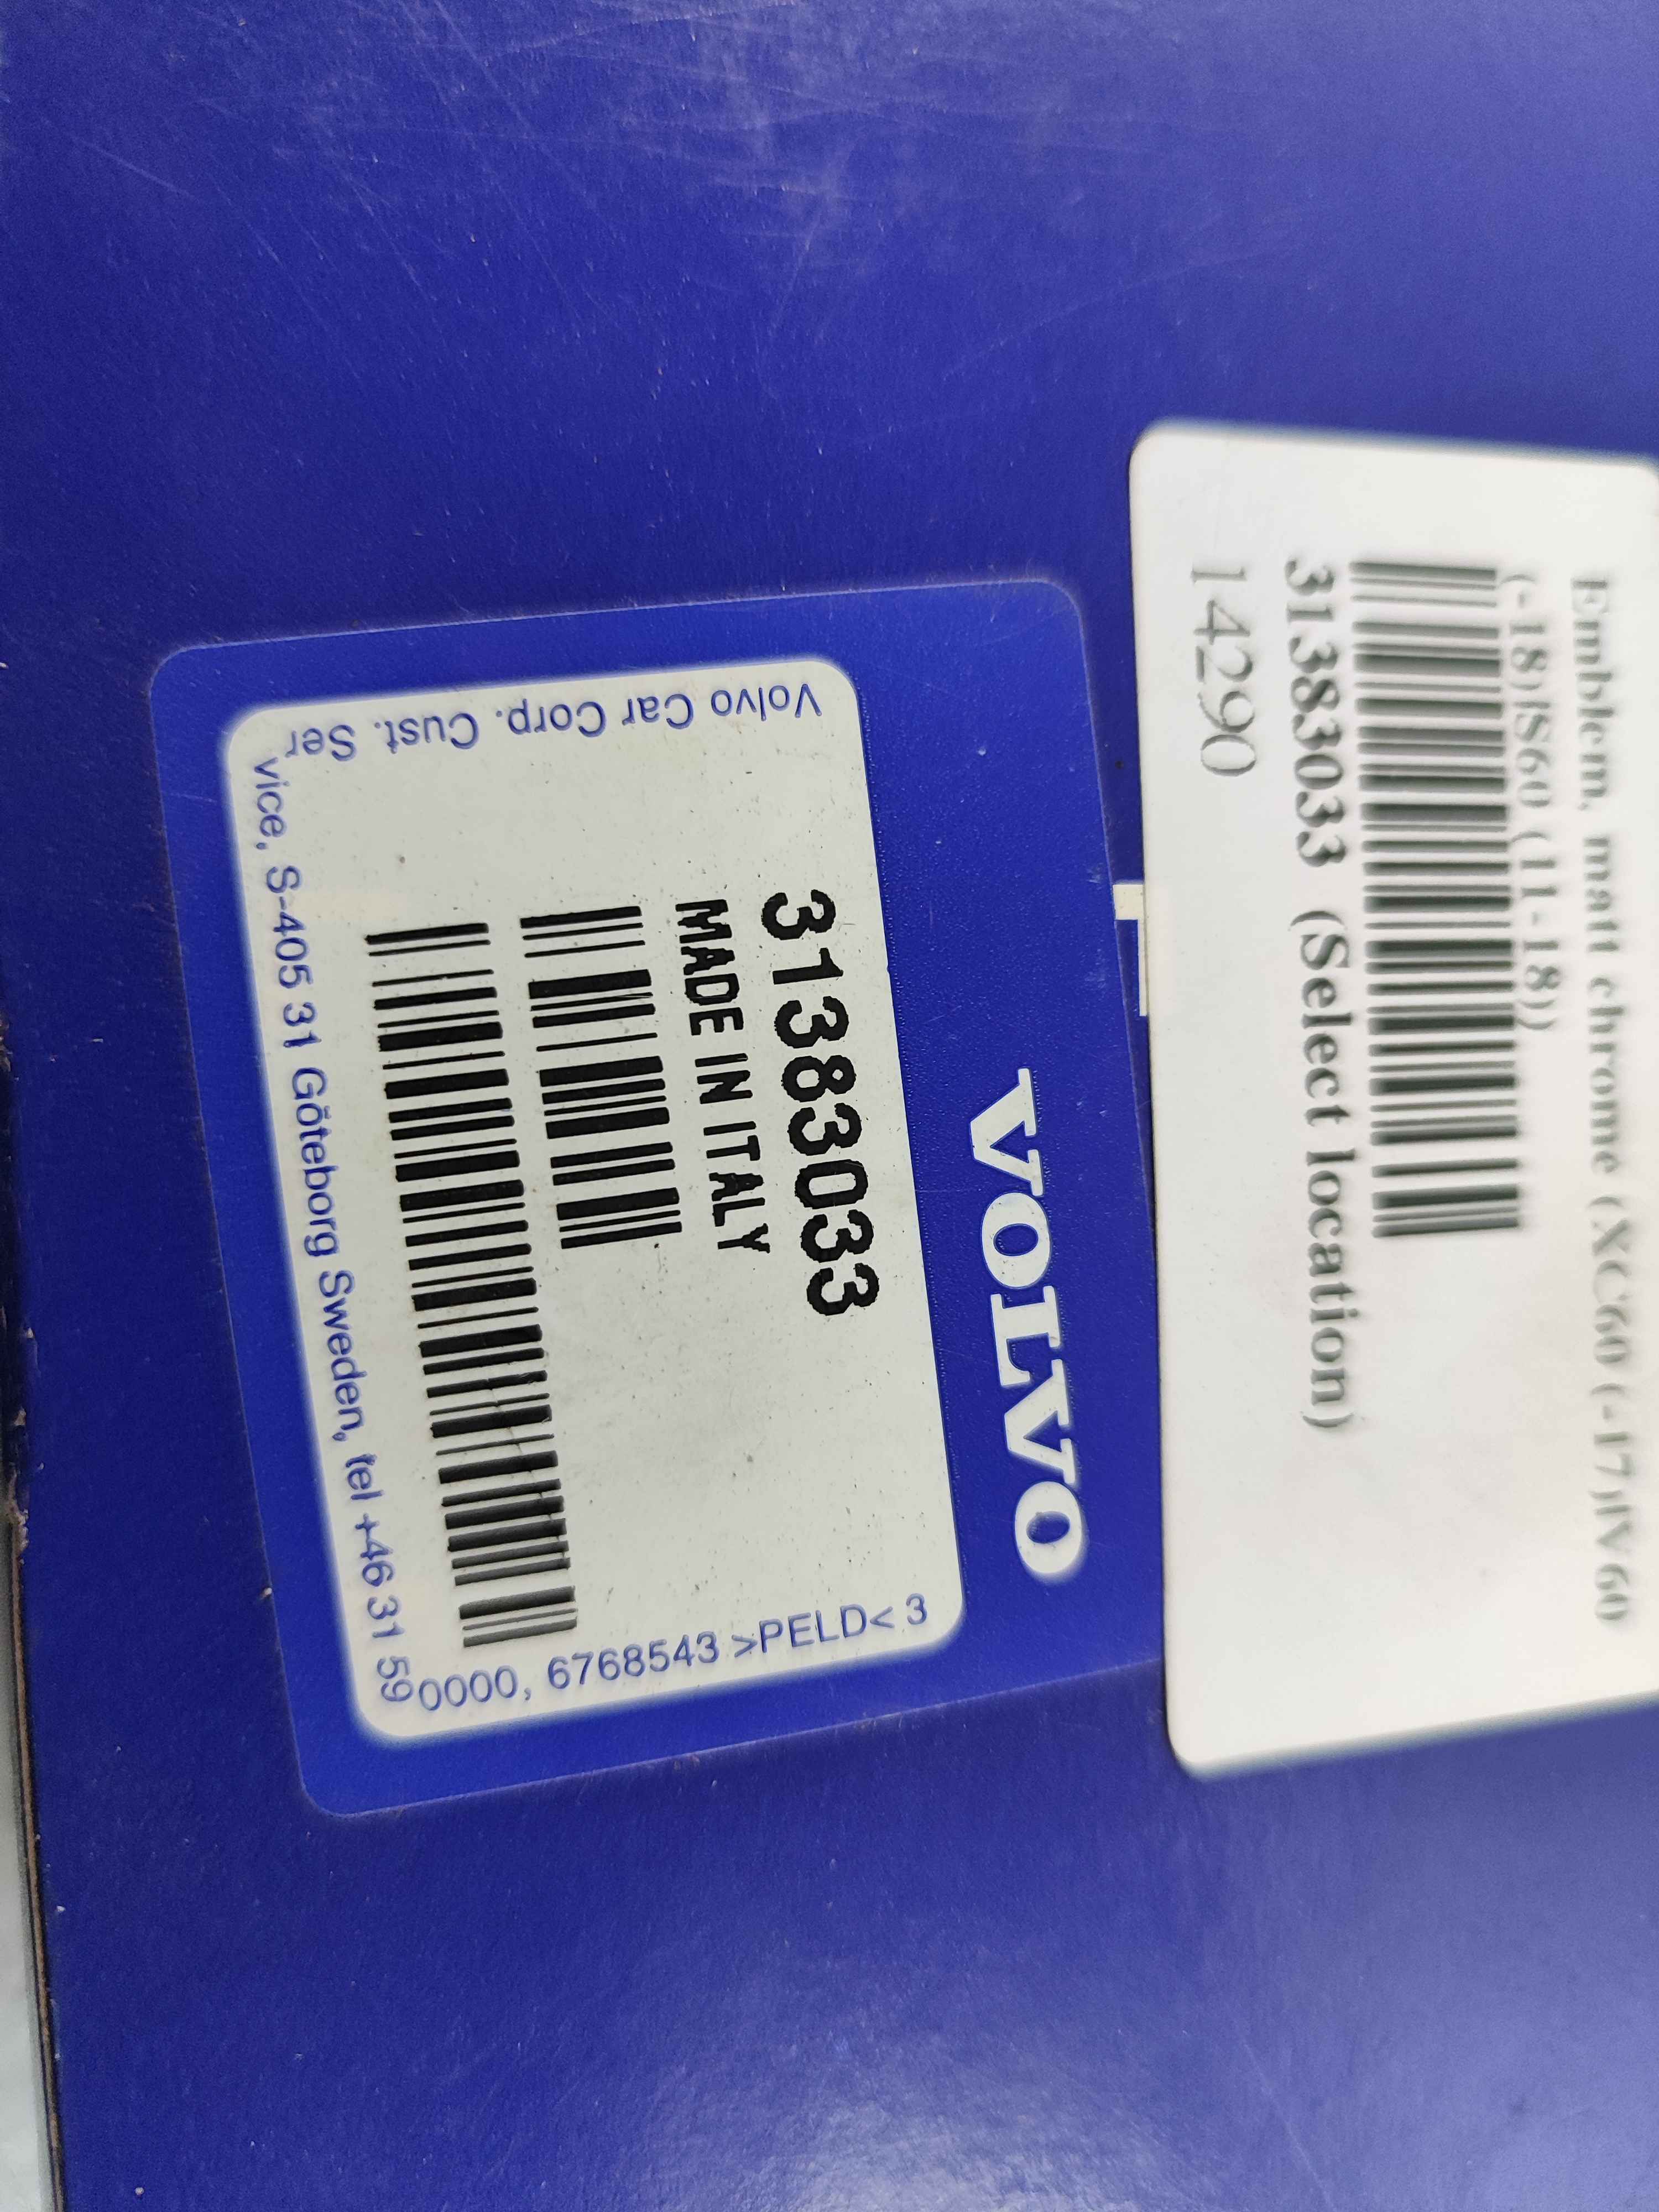 Emblem, matt chrome (XC60 (-17)|V60
(-18)|S60 (11-18))
31383033 (Select location)
14290
VOLVO
31383033
MADE IN ITALY
Volvo Car Corp. Cust. Ser
vice, S-405 31 Göteborg Sweden, tel +46 31 59
0000, 6768543 >PELD< 3